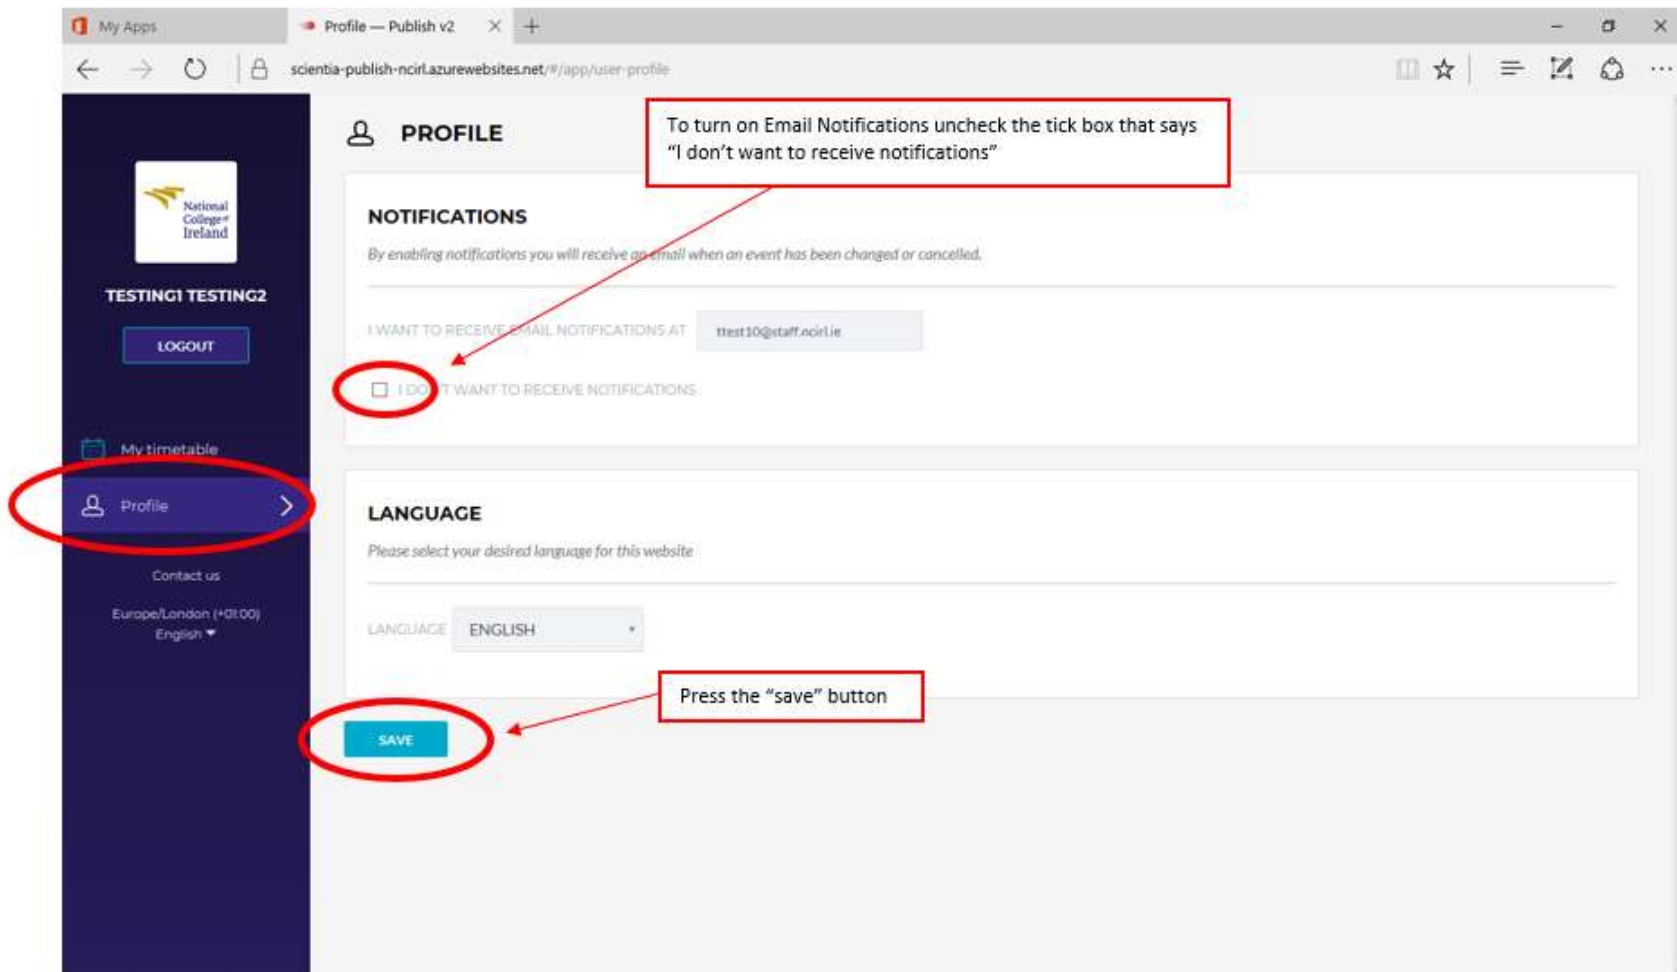 My Apps
Profile — Publish v2
scientia-publish-ncirl.azurewebsites.net/#/app/user-profile
National
College of
Ireland
TESTING1 TESTING2
LOGOUT
My timetable
Profile
Contact us
Europe/London (+01:00)
English
PROFILE
To turn on Email Notifications uncheck the tick box that says
“I don’t want to receive notifications”
NOTIFICATIONS
By enabling notifications you will receive an email when an event has been changed or cancelled.
I WANT TO RECEIVE EMAIL NOTIFICATIONS AT ttest10@staff.ncirl.ie
I DON'T WANT TO RECEIVE NOTIFICATIONS
LANGUAGE
Please select your desired language for this website
LANGUAGE ENGLISH
Press the “save” button
SAVE